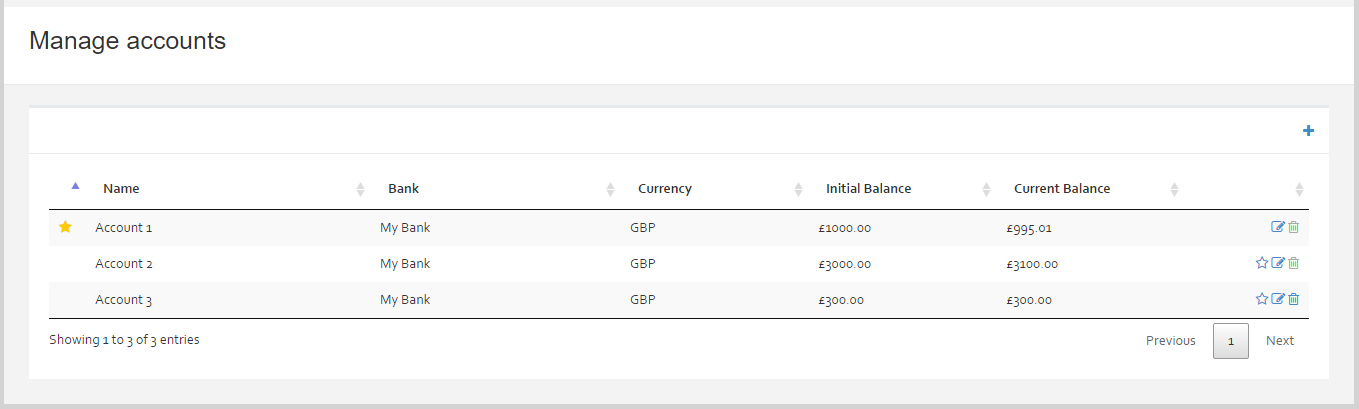 Manage accounts
Name Bank Currency Initial Balance Current Balance
Account 1 My Bank GBP £1000.00 £995.01
Account 2 My Bank GBP £3000.00 £3100.00
Account 3 My Bank GBP £300.00 £300.00
Showing 1 to 3 of 3 entries Previous 1 Next